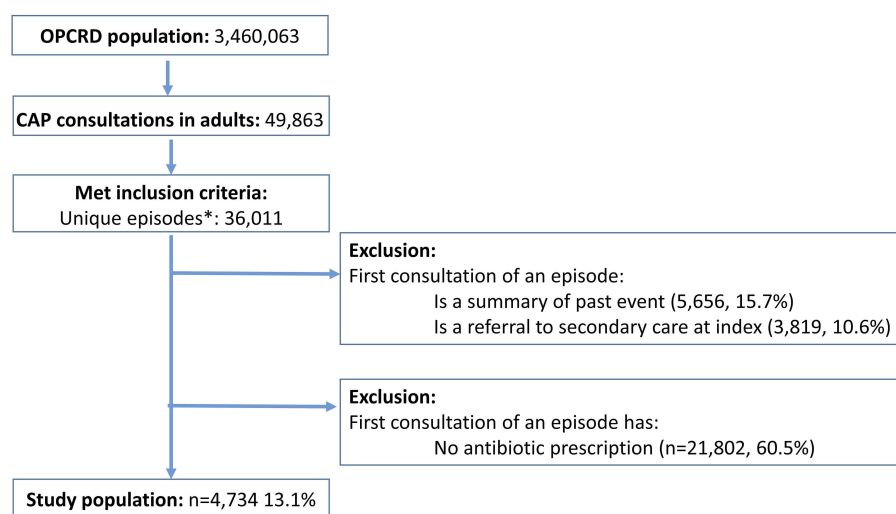 OPCRD population: 3,460,063
CAP consultations in adults: 49,863
Met inclusion criteria:
Unique episodes*: 36,011
Exclusion:
First consultation of an episode:
Is a summary of past event (5,656, 15.7%)
Is a referral to secondary care at index (3,819, 10.6%)
Exclusion:
First consultation of an episode has:
No antibiotic prescription (n=21,802, 60.5%)
Study population: n=4,734 13.1%